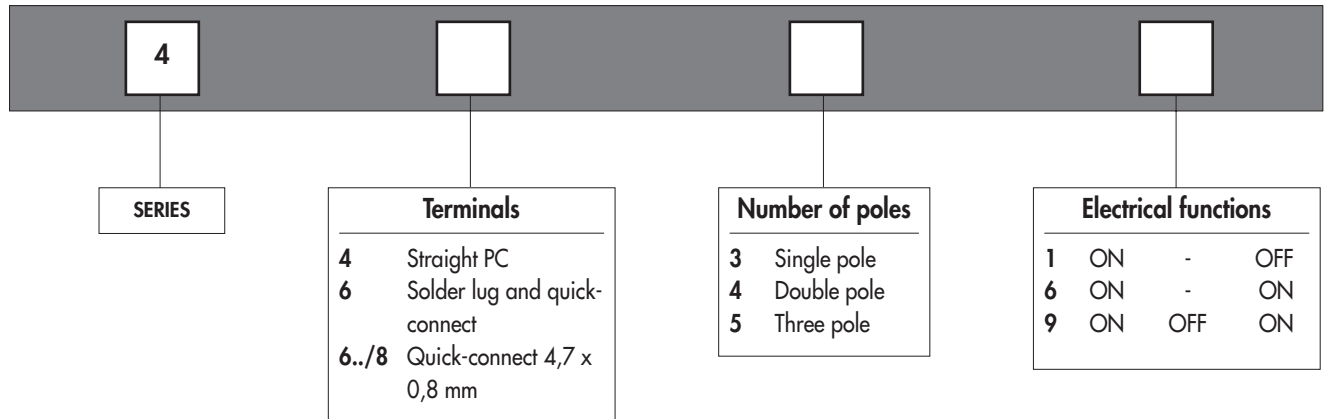 4
SERIES
Terminals
4 Straight PC
6 Solder lug and quick-
connect
6../8 Quick-connect 4,7 x
0,8 mm
Number of poles
3 Single pole
4 Double pole
5 Three pole
Electrical functions
1 ON - OFF
6 ON - ON
9 ON OFF ON